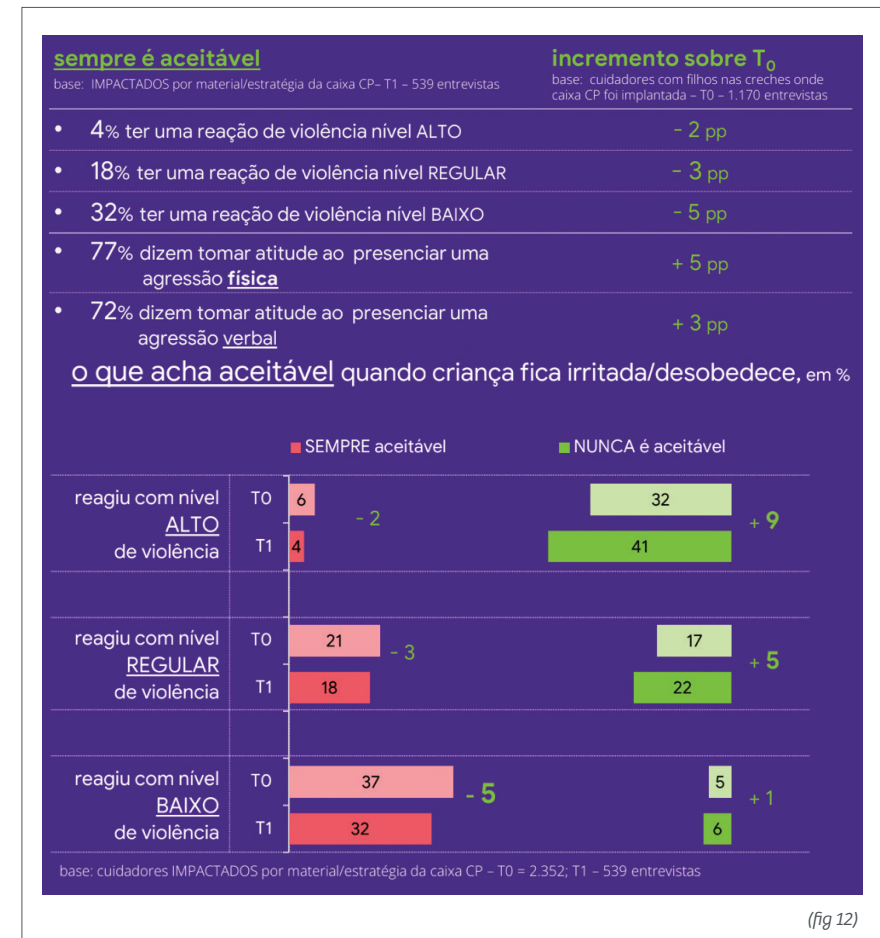 sempre é aceitável
base: IMPACTADOS por material/estratégia da caixa CP– T1 – 539 entrevistas
incremento sobre T0
base: cuidadores com filhos nas creches onde
caixa CP foi implantada – T0 – 1.170 entrevistas
• 4% ter uma reação de violência nível ALTO
- 2 pp
• 18% ter uma reação de violência nível REGULAR
- 3 pp
• 32% ter uma reação de violência nível BAIXO
- 5 pp
• 77% dizem tomar atitude ao presenciar uma
agressão física
+ 5 pp
• 72% dizem tomar atitude ao presenciar uma
agressão verbal
+ 3 pp
o que acha aceitável quando criança fica irritada/desobedece, em %
SEMPRE aceitável
NUNCA é aceitável
reagiu com nível
ALTO
de violência
T0
6
32
T1
4
41
- 2
+ 9
reagiu com nível
REGULAR
de violência
T0
21
17
T1
18
22
- 3
+ 5
reagiu com nível
BAIXO
de violência
T0
37
5
T1
32
6
- 5
+ 1
base: cuidadores IMPACTADOS por material/estratégia da caixa CP – T0 = 2.352; T1 – 539 entrevistas
(fig 12)